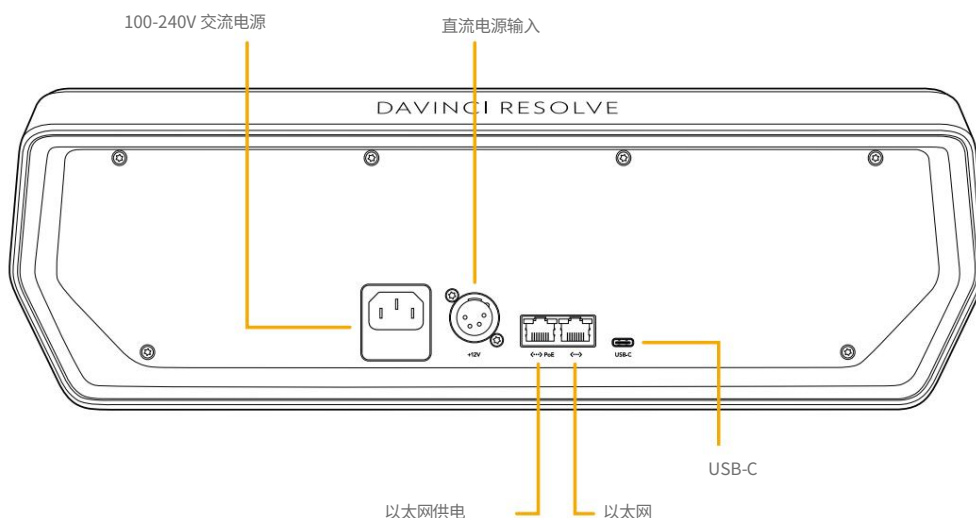 100-240V 交流电源
直流电源输入
DAVINCI RESOLVE
+12V
<···> PoE
<···>
USB-C
USB-C
以太网供电
以太网